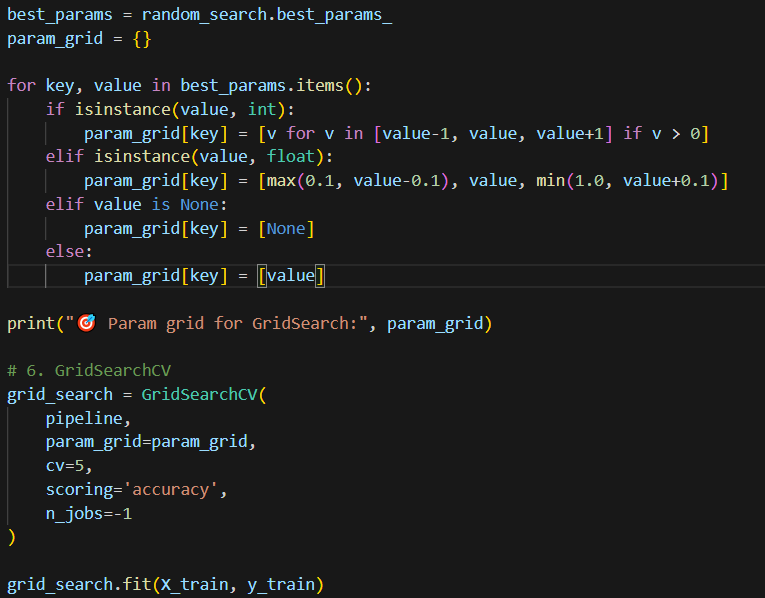 best_params = random_search.best_params_
param_grid = {}

for key, value in best_params.items():
    if isinstance(value, int):
        param_grid[key] = [v for v in [value-1, value, value+1] if v > 0]
    elif isinstance(value, float):
        param_grid[key] = [max(0.1, value-0.1), value, min(1.0, value+0.1)]
    elif value is None:
        param_grid[key] = [None]
    else:
        param_grid[key] = [value]

print("🎯 Param grid for GridSearch:", param_grid)

# 6. GridSearchCV
grid_search = GridSearchCV(
    pipeline,
    param_grid=param_grid,
    cv=5,
    scoring='accuracy',
    n_jobs=-1
)

grid_search.fit(X_train, y_train)